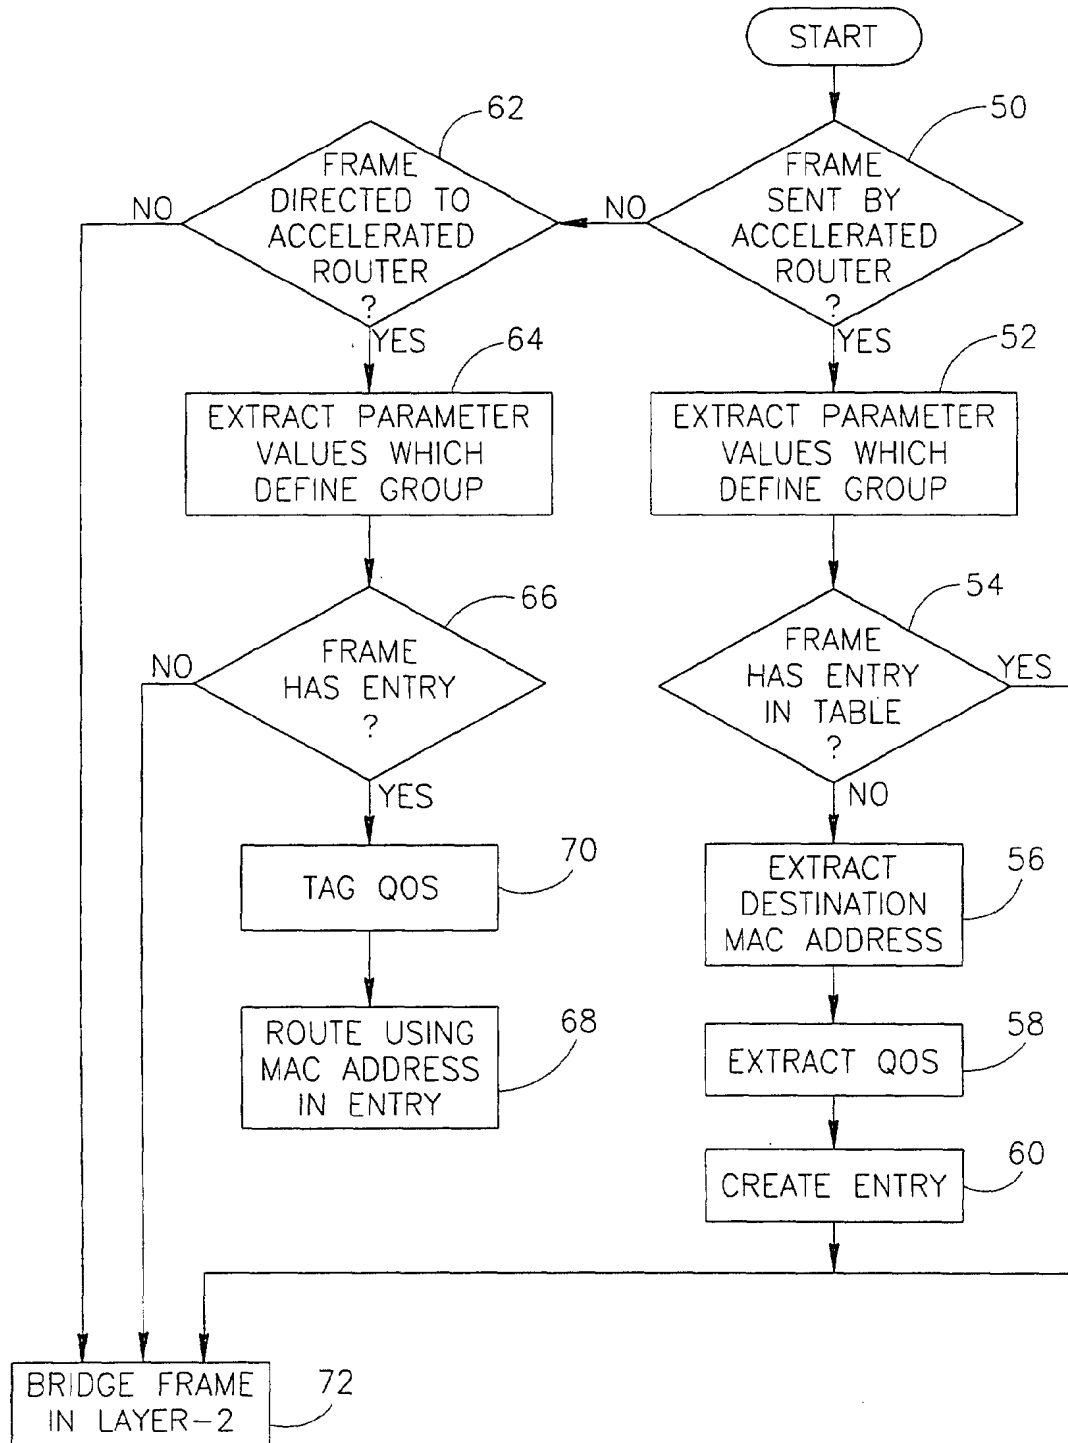 START
50
FRAME
SENT BY
ACCELERATED
ROUTER
?
NO
YES
62
FRAME
DIRECTED TO
ACCELERATED
ROUTER
?
NO
YES
64
EXTRACT PARAMETER
VALUES WHICH
DEFINE GROUP
52
EXTRACT PARAMETER
VALUES WHICH
DEFINE GROUP
66
FRAME
HAS ENTRY
?
NO
YES
54
FRAME
HAS ENTRY
IN TABLE
?
YES
NO
70
TAG QOS
56
EXTRACT
DESTINATION
MAC ADDRESS
68
ROUTE USING
MAC ADDRESS
IN ENTRY
58
EXTRACT QOS
60
CREATE ENTRY
72
BRIDGE FRAME
IN LAYER-2